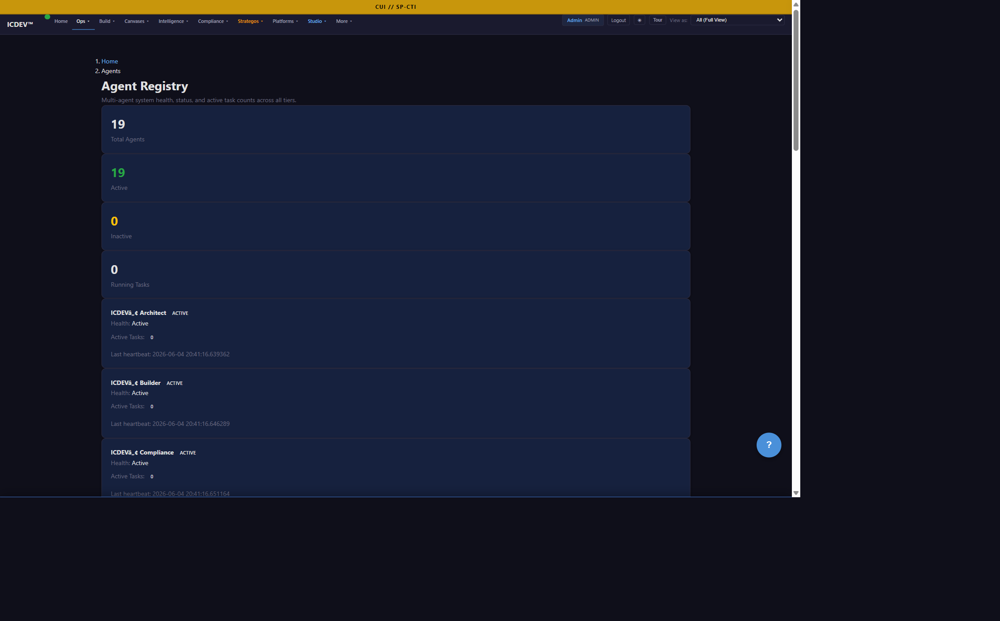 CUI // SP-CTI
ICDEV™
Home Ops Build Canvases Intelligence Compliance Strategos Platforms Studio More
Admin ADMIN Logout ☀ Tour View as: All (Full View)
1. Home
2. Agents
Agent Registry
Multi-agent system health, status, and active task counts across all tiers.
19
Total Agents
19
Active
0
Inactive
0
Running Tasks
ICDEVâ„¢ Architect ACTIVE
Health: Active
Active Tasks: 0
Last heartbeat: 2026-06-04 20:41:16.639362
ICDEVâ„¢ Builder ACTIVE
Health: Active
Active Tasks: 0
Last heartbeat: 2026-06-04 20:41:16.646289
ICDEVâ„¢ Compliance ACTIVE
Health: Active
Active Tasks: 0
Last heartbeat: 2026-06-04 20:41:16.651164
?